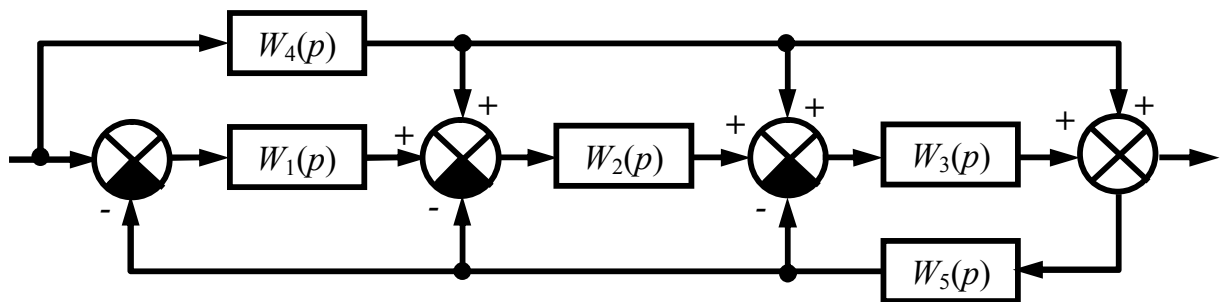 W4(p)
+ + + +
+ W1(p) + W2(p) + W3(p) +
- - -
W5(p)